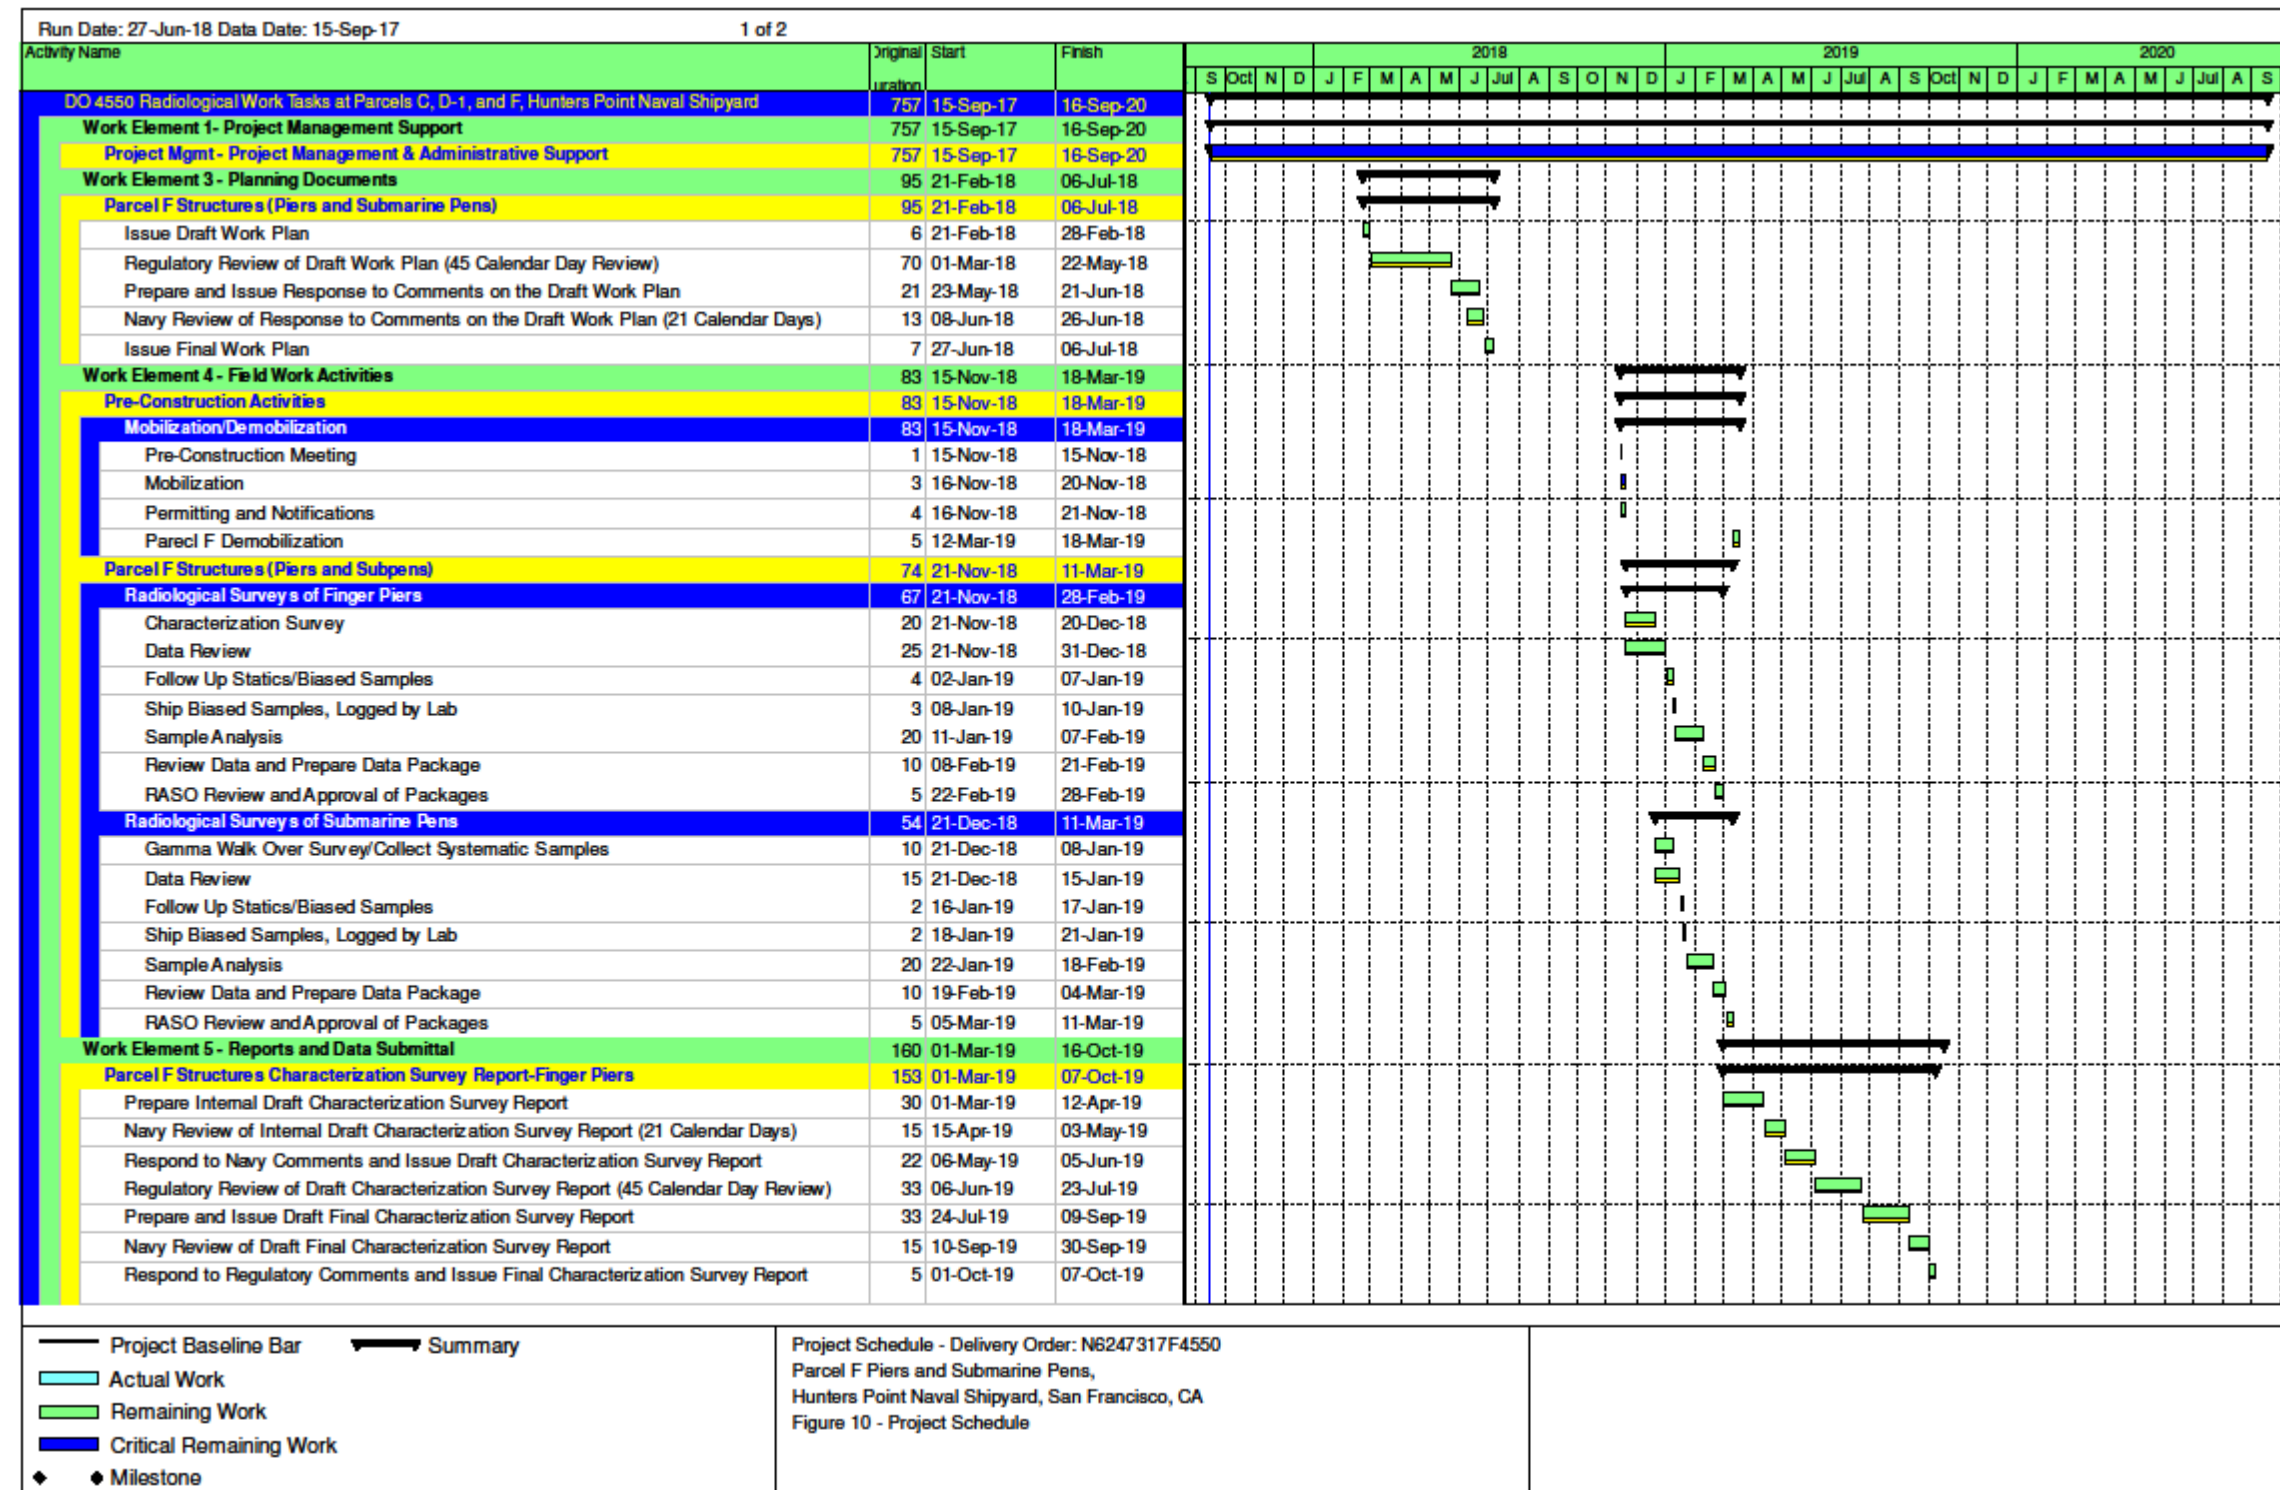 Run Date: 27-Jun-18 Data Date: 15-Sep-17 1 of 2
Activity Name Original Start Finish 2018 2019 2020
uration S Oct N D J F M A M J Jul A S O N D J F M A M J Jul A S Oct N D J F M A M J Jul A S
DO 4550 Radiological Work Tasks at Parcels C, D-1, and F, Hunters Point Naval Shipyard 757 15-Sep-17 16-Sep-20
Work Element 1- Project Management Support 757 15-Sep-17 16-Sep-20
Project Mgmt - Project Management & Administrative Support 757 15-Sep-17 16-Sep-20
Work Element 3 - Planning Documents 95 21-Feb-18 06-Jul-18
Parcel F Structures (Piers and Submarine Pens) 95 21-Feb-18 06-Jul-18
Issue Draft Work Plan 6 21-Feb-18 28-Feb-18
Regulatory Review of Draft Work Plan (45 Calendar Day Review) 70 01-Mar-18 22-May-18
Prepare and Issue Response to Comments on the Draft Work Plan 21 23-May-18 21-Jun-18
Navy Review of Response to Comments on the Draft Work Plan (21 Calendar Days) 13 08-Jun-18 26-Jun-18
Issue Final Work Plan 7 27-Jun-18 06-Jul-18
Work Element 4 - Field Work Activities 83 15-Nov-18 18-Mar-19
Pre-Construction Activities 83 15-Nov-18 18-Mar-19
Mobilization/Demobilization 83 15-Nov-18 18-Mar-19
Pre-Construction Meeting 1 15-Nov-18 15-Nov-18
Mobilization 3 16-Nov-18 20-Nov-18
Permitting and Notifications 4 16-Nov-18 21-Nov-18
Parecl F Demobilization 5 12-Mar-19 18-Mar-19
Parcel F Structures (Piers and Subpens) 74 21-Nov-18 11-Mar-19
Radiological Surveys of Finger Piers 67 21-Nov-18 28-Feb-19
Characterization Survey 20 21-Nov-18 20-Dec-18
Data Review 25 21-Nov-18 31-Dec-18
Follow Up Statics/Biased Samples 4 02-Jan-19 07-Jan-19
Ship Biased Samples, Logged by Lab 3 08-Jan-19 10-Jan-19
Sample Analysis 20 11-Jan-19 07-Feb-19
Review Data and Prepare Data Package 10 08-Feb-19 21-Feb-19
RASO Review and Approval of Packages 5 22-Feb-19 28-Feb-19
Radiological Surveys of Submarine Pens 54 21-Dec-18 11-Mar-19
Gamma Walk Over Survey/Collect Systematic Samples 10 21-Dec-18 08-Jan-19
Data Review 15 21-Dec-18 15-Jan-19
Follow Up Statics/Biased Samples 2 16-Jan-19 17-Jan-19
Ship Biased Samples, Logged by Lab 2 18-Jan-19 21-Jan-19
Sample Analysis 20 22-Jan-19 18-Feb-19
Review Data and Prepare Data Package 10 19-Feb-19 04-Mar-19
RASO Review and Approval of Packages 5 05-Mar-19 11-Mar-19
Work Element 5 - Reports and Data Submittal 160 01-Mar-19 16-Oct-19
Parcel F Structures Characterization Survey Report-Finger Piers 153 01-Mar-19 07-Oct-19
Prepare Internal Draft Characterization Survey Report 30 01-Mar-19 12-Apr-19
Navy Review of Internal Draft Characterization Survey Report (21 Calendar Days) 15 15-Apr-19 03-May-19
Respond to Navy Comments and Issue Draft Characterization Survey Report 22 06-May-19 05-Jun-19
Regulatory Review of Draft Characterization Survey Report (45 Calendar Day Review) 33 06-Jun-19 23-Jul-19
Prepare and Issue Draft Final Characterization Survey Report 33 24-Jul-19 09-Sep-19
Navy Review of Draft Final Characterization Survey Report 15 10-Sep-19 30-Sep-19
Respond to Regulatory Comments and Issue Final Characterization Survey Report 5 01-Oct-19 07-Oct-19
Project Baseline Bar Summary
Actual Work
Remaining Work
Critical Remaining Work
Milestone
Project Schedule - Delivery Order: N6247317F4550
Parcel F Piers and Submarine Pens,
Hunters Point Naval Shipyard, San Francisco, CA
Figure 10 - Project Schedule